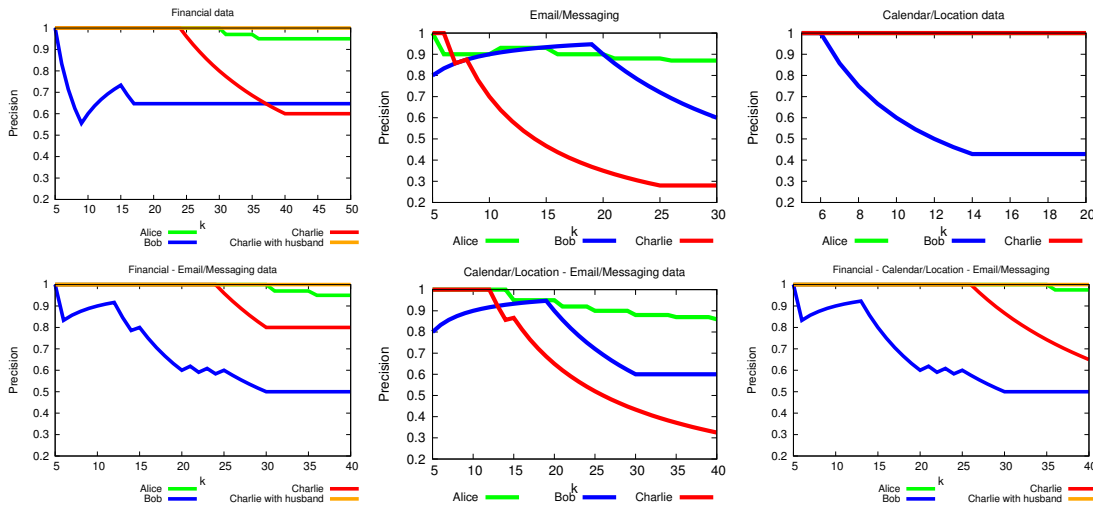 Financial data
Precision
1
0.9
0.8
0.7
0.6
0.5
0.4
0.3
0.2
5 10 15 20 25 30 35 40 45 50
k
Alice Charlie
Bob Charlie with husband
Email/Messaging
Precision
1
0.9
0.8
0.7
0.6
0.5
0.4
0.3
0.2
5 10 15 20 25 30
k
Alice Bob Charlie
Calendar/Location data
Precision
1
0.9
0.8
0.7
0.6
0.5
0.4
0.3
0.2
6 8 10 12 14 16 18 20
k
Alice Bob Charlie
Financial - Email/Messaging data
Precision
1
0.9
0.8
0.7
0.6
0.5
0.4
0.3
0.2
5 10 15 20 25 30 35 40
k
Alice Charlie
Bob Charlie with husband
Calendar/Location - Email/Messaging data
Precision
1
0.9
0.8
0.7
0.6
0.5
0.4
0.3
0.2
5 10 15 20 25 30 35 40
k
Alice Bob Charlie
Financial - Calendar/Location - Email/Messaging
Precision
1
0.9
0.8
0.7
0.6
0.5
0.4
0.3
0.2
5 10 15 20 25 30 35 40
k
Alice Charlie
Bob Charlie with husband